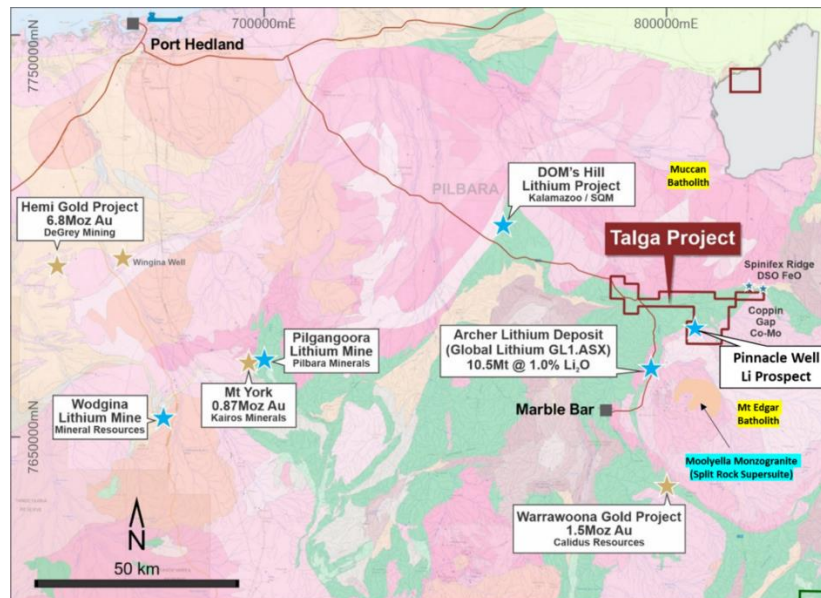 700000mE
800000mE
7750000mN
7650000mN
Port Hedland
PILBARA
Muccan
Batholith
DOM's Hill
Lithium Project
Kalamazoo / SQM
Hemi Gold Project
6.8Moz Au
DeGrey Mining
Wingina Well
Talga Project
Spinifex Ridge
DSO FeO
Coppin
Gap
Co-Mo
Pinnacle Well
Li Prospect
Archer Lithium Deposit
(Global Lithium GL1.ASX)
10.5Mt @ 1.0% Li₂O
Pilgangoora
Lithium Mine
Pilbara Minerals
Mt York
0.87Moz Au
Kairos Minerals
Wodgina
Lithium Mine
Mineral Resources
Marble Bar
Mt Edgar
Batholith
Moolyella Monzogranite
(Split Rock Supersuite)
Warrawoona Gold Project
1.5Moz Au
Calidus Resources
N
50 km